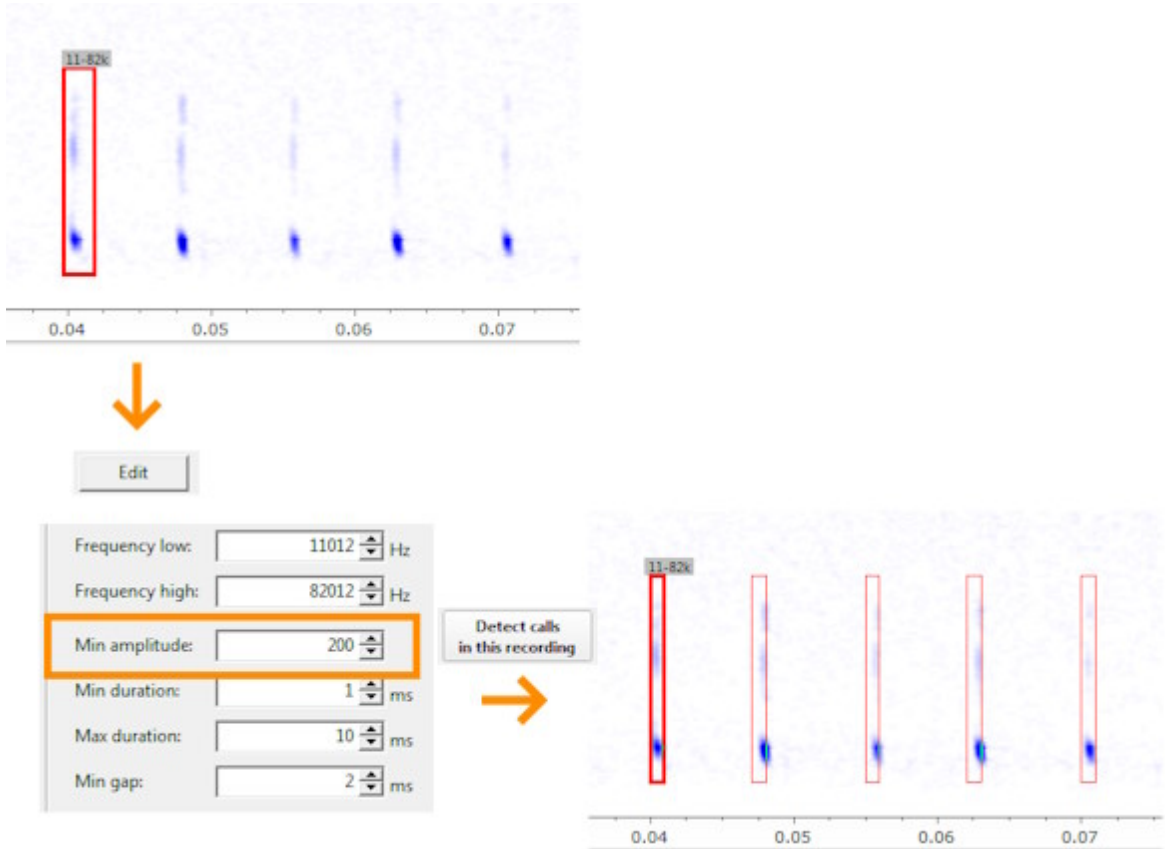 11-82k
0.04 0.05 0.06 0.07
Edit
Frequency low: 11012 Hz
Frequency high: 82012 Hz
Min amplitude: 200
Min duration: 1 ms
Max duration: 10 ms
Min gap: 2 ms
Detect calls
in this recording
11-82k
0.04 0.05 0.06 0.07